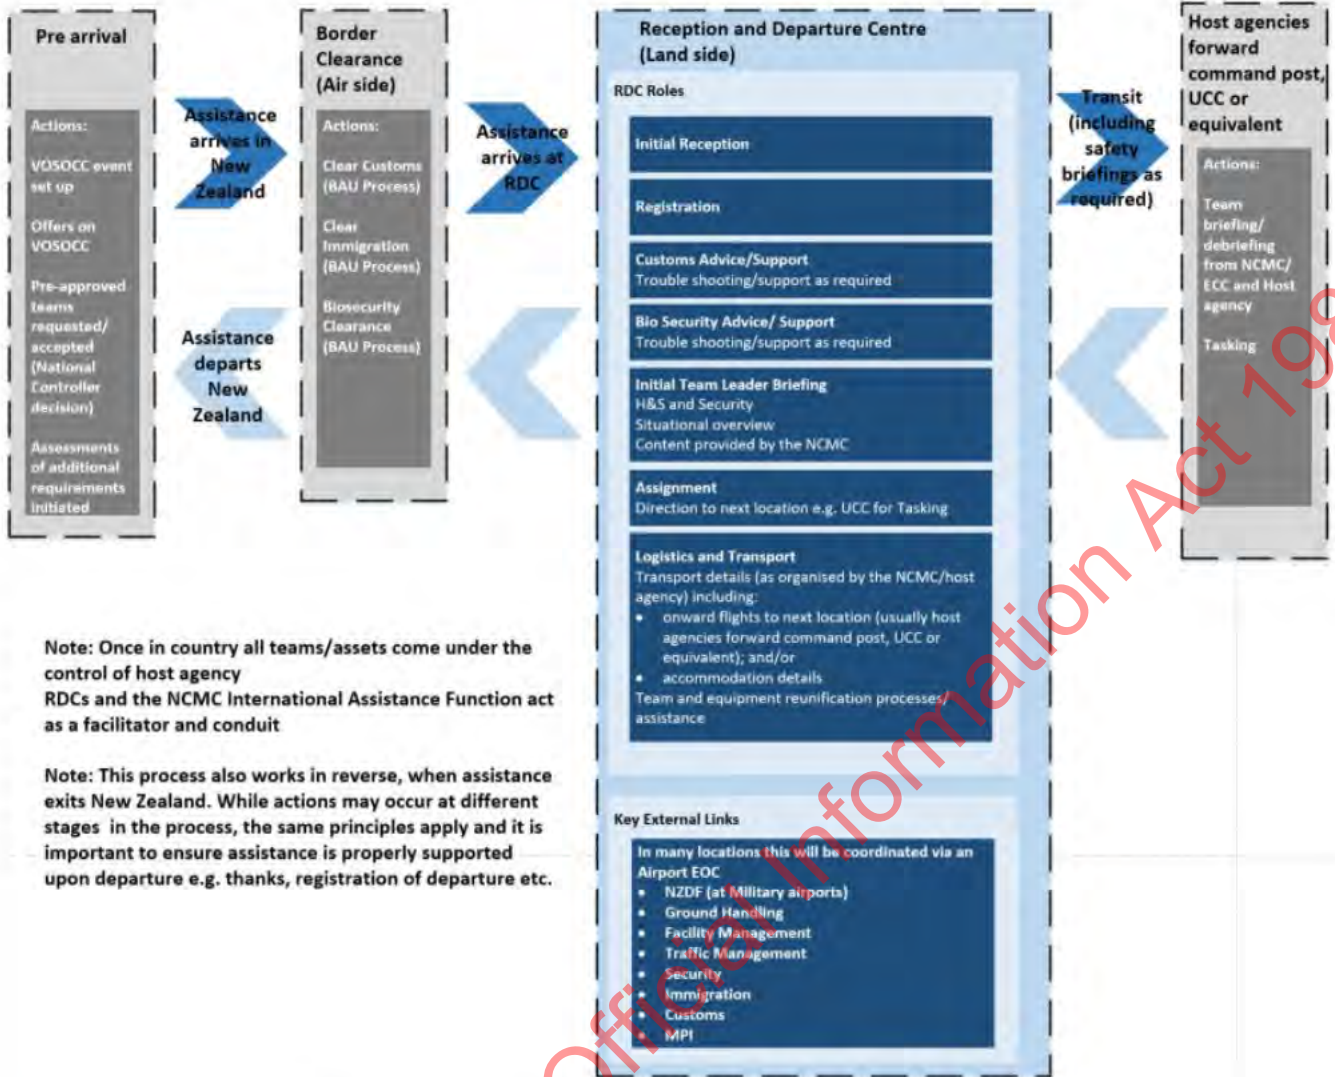 Pre arrival
Actions:
VOSOCC event
set up
Offers on
VOSOCC
Pre-approved
teams
requested/
accepted
(National
Controller
decision)
Assessments
of additional
requirements
initiated
Assistance
arrives in
New
Zealand
Assistance
departs
New
Zealand
Border
Clearance
(Air side)
Actions:
Clear Customs
(BAU Process)
Clear
Immigration
(BAU Process)
Biosecurity
Clearance
(BAU Process)
Assistance
arrives at
RDC
Reception and Departure Centre
(Land side)
RDC Roles
Initial Reception
Registration
Customs Advice/Support
Trouble shooting/support as required
Bio Security Advice/ Support
Trouble shooting/support as required
Initial Team Leader Briefing
H&S and Security
Situational overview
Content provided by the NCMC
Assignment
Direction to next location e.g. UCC for Tasking
Logistics and Transport
Transport details (as organised by the NCMC/host
agency) including:
• onward flights to next location (usually host
agencies forward command post, UCC or
equivalent); and/or
• accommodation details
Team and equipment reunification processes/
assistance
Key External Links
In many locations this will be coordinated via an
Airport EOC
• NZDF (at Military airports)
• Ground Handling
• Facility Management
• Traffic Management
• Security
• Immigration
• Customs
• MPI
Transit
(including
safety
briefings as
required)
Host agencies
forward
command post,
UCC or
equivalent
Actions:
Team
briefing/
debriefing
from NCMC/
ECC and Host
agency
Tasking
Note: Once in country all teams/assets come under the
control of host agency
RDCs and the NCMC International Assistance Function act
as a facilitator and conduit
Note: This process also works in reverse, when assistance
exits New Zealand. While actions may occur at different
stages in the process, the same principles apply and it is
important to ensure assistance is properly supported
upon departure e.g. thanks, registration of departure etc.
Official Information Act 198